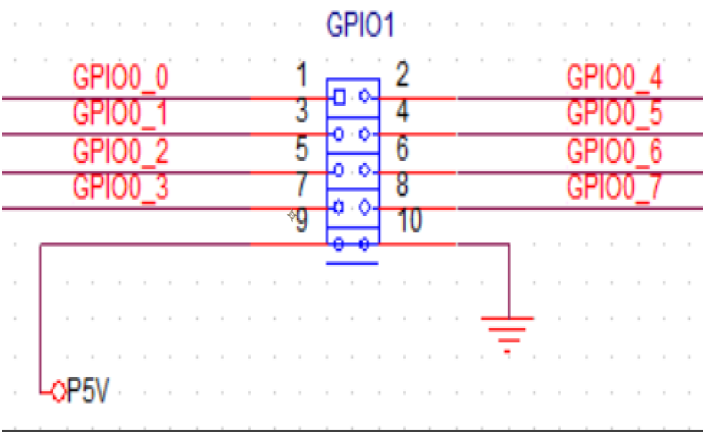 GPIO1
GPIO0_0 1 2 GPIO0_4
GPIO0_1 3 4 GPIO0_5
GPIO0_2 5 6 GPIO0_6
GPIO0_3 7 8 GPIO0_7
9 10
P5V